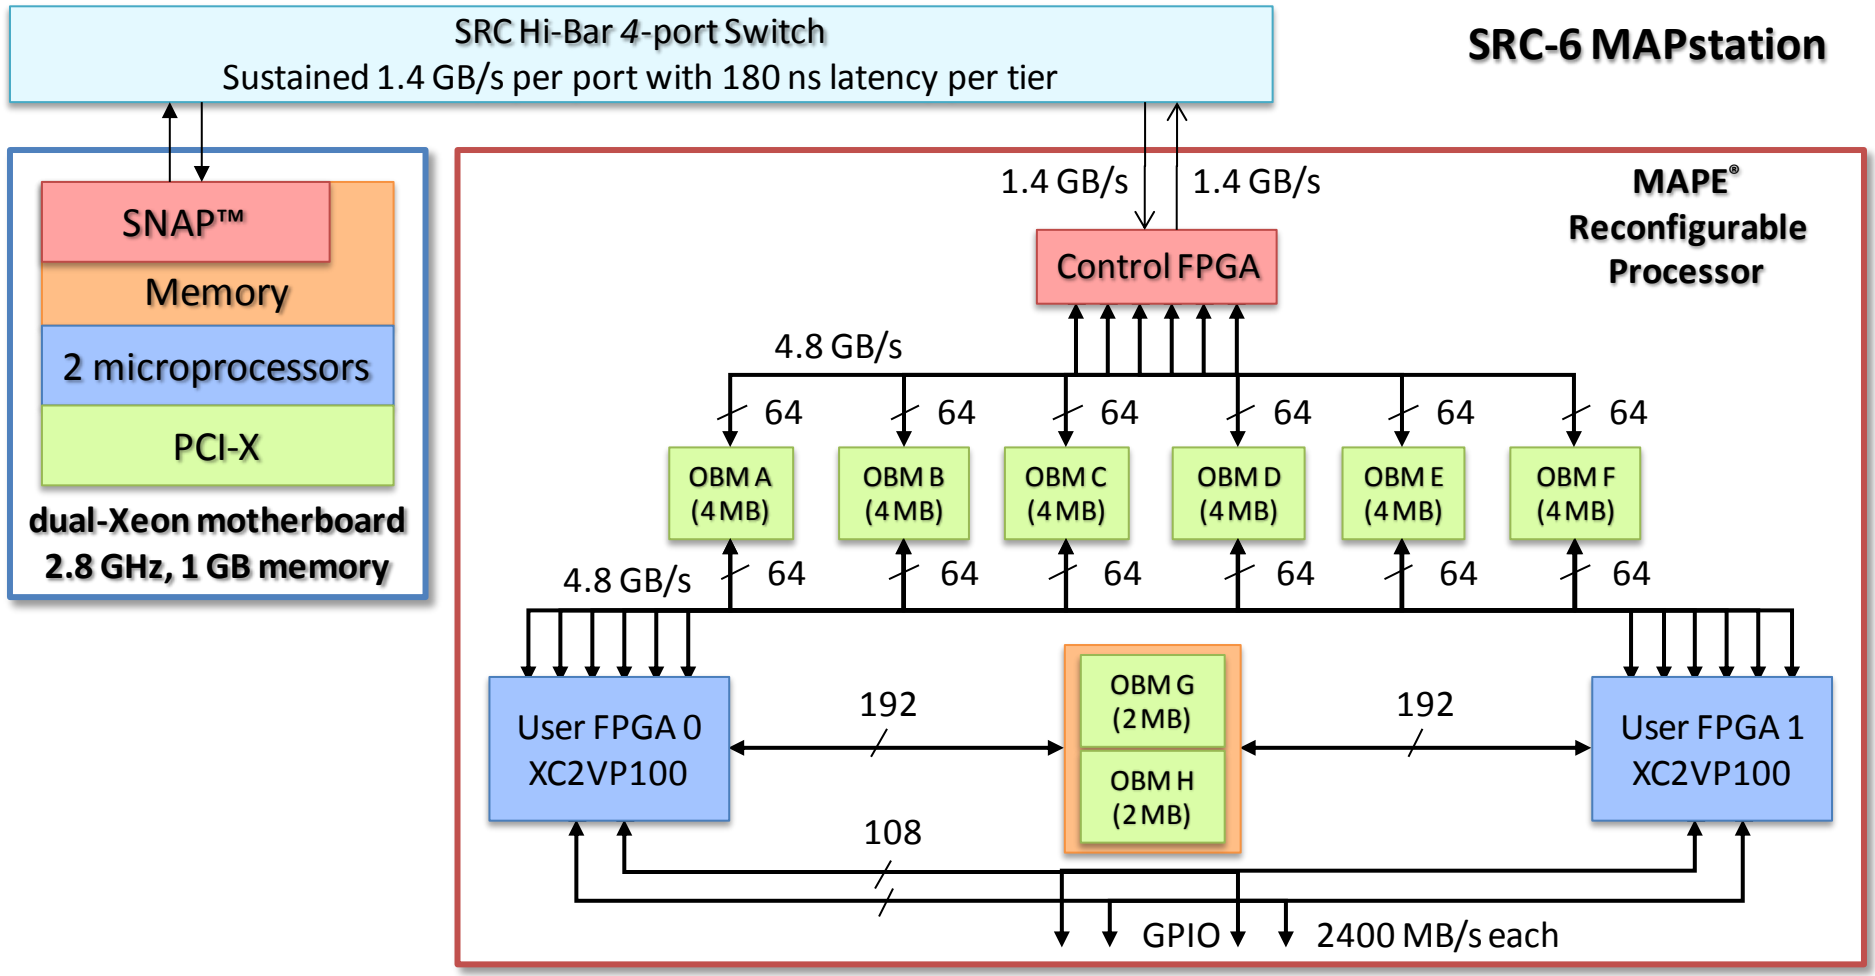 SRC Hi-Bar 4-port Switch
Sustained 1.4 GB/s per port with 180 ns latency per tier
SRC-6 MAPstation
SNAP™
Memory
2 microprocessors
PCI-X
dual-Xeon motherboard
2.8 GHz, 1 GB memory
1.4 GB/s
1.4 GB/s
MAPE®
Reconfigurable
Processor
Control FPGA
4.8 GB/s
64
64
64
64
64
64
OBM A
(4 MB)
OBM B
(4 MB)
OBM C
(4 MB)
OBM D
(4 MB)
OBM E
(4 MB)
OBM F
(4 MB)
4.8 GB/s
64
64
64
64
64
64
User FPGA 0
XC2VP100
192
OBM G
(2 MB)
OBM H
(2 MB)
192
User FPGA 1
XC2VP100
108
GPIO
2400 MB/s each